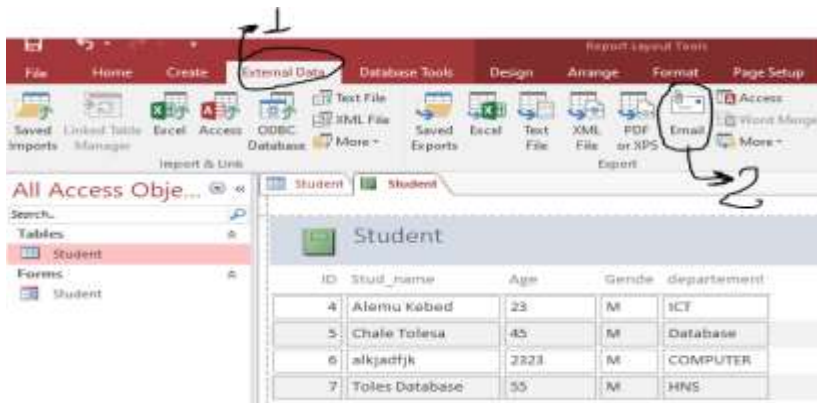 1
Report Layout Tools
File Home Create External Data Database Tools Design Arrange Format Page Setup
Saved Imports Linked Table Manager Excel Access ODBC Database Text File XML File More Saved Exports Excel Text File XML File PDF or XPS Email Access Word Merge More
Import & Link Export
2
All Access Obje...
Search..
Tables
Student
Forms
Student
Student Student
Student
ID Stud_name Age Gende departement
4 Alemu Kebed 23 M ICT
5 Chale Tolesa 45 M Database
6 alkjadfjk 2323 M COMPUTER
7 Toles Database 55 M HNS